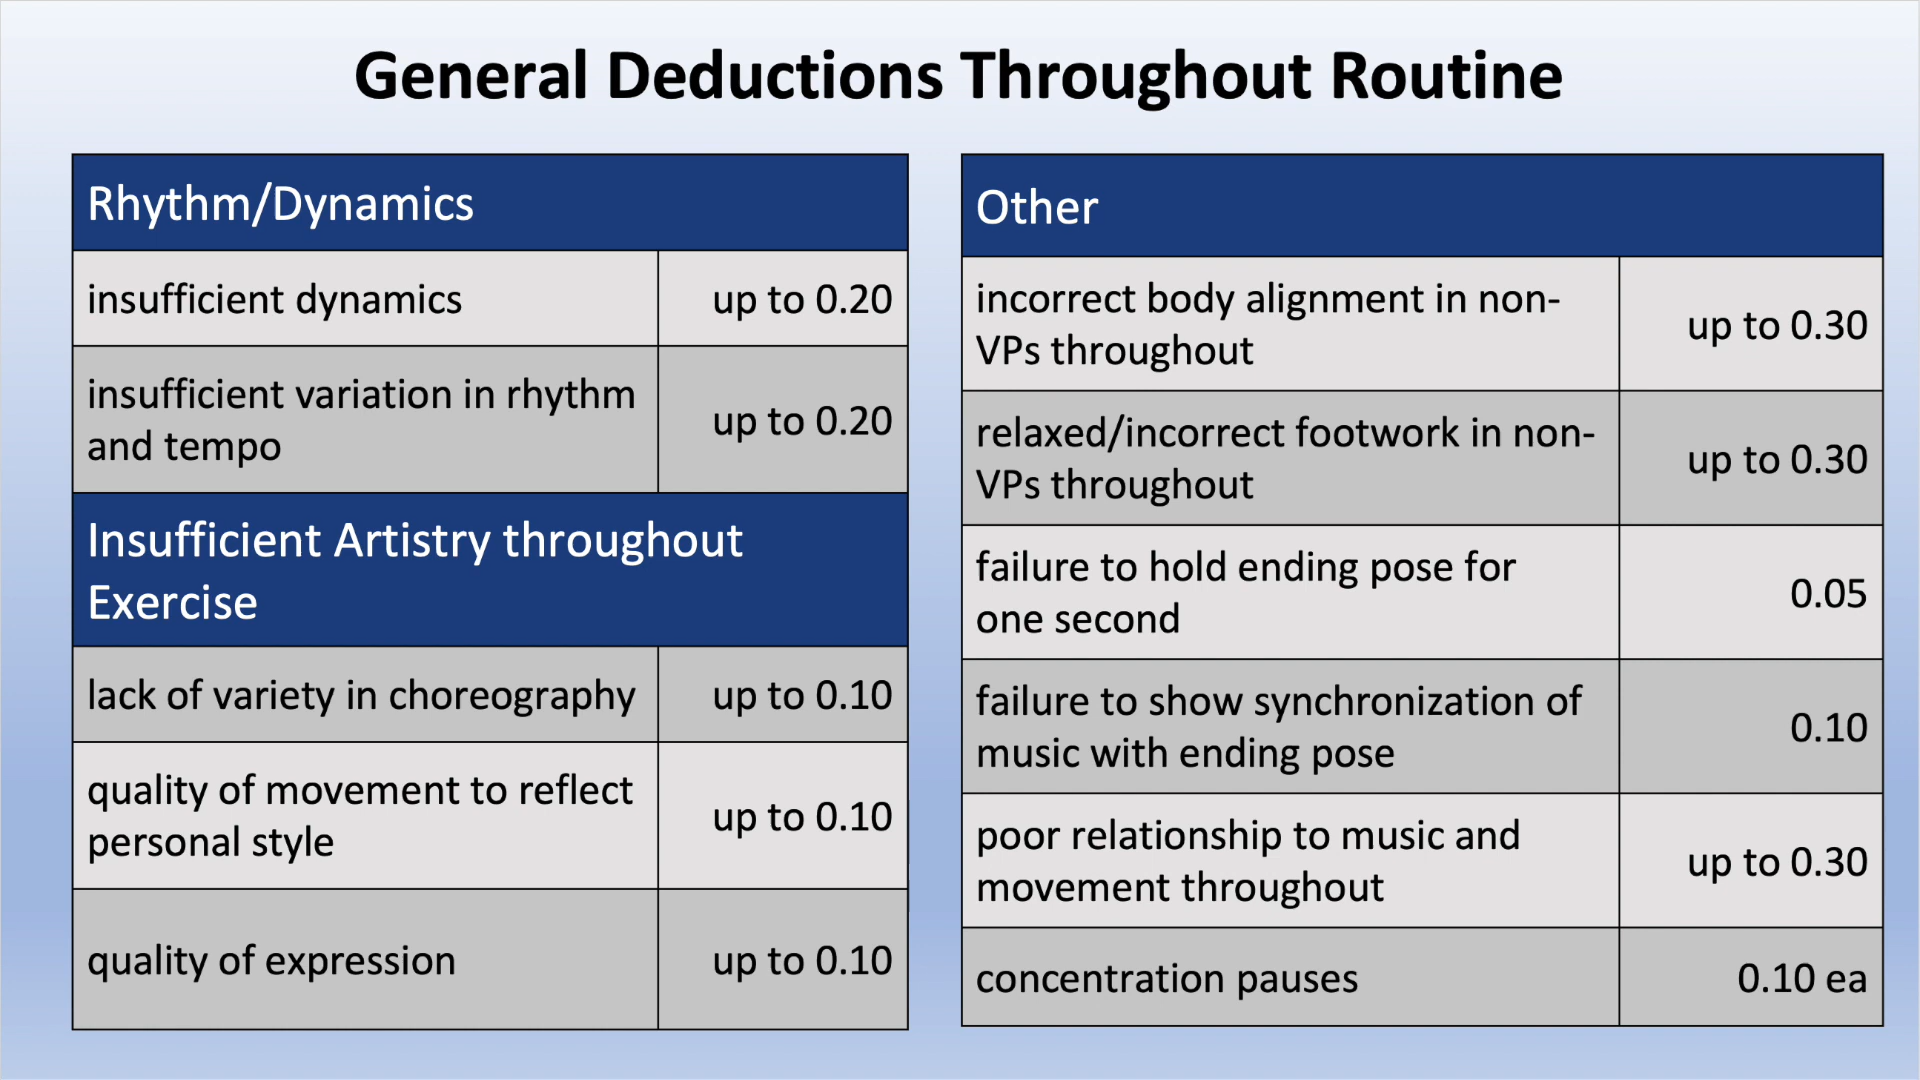 General Deductions Throughout Routine
Rhythm/Dynamics
insufficient dynamics
up to 0.20
insufficient variation in rhythm
and tempo
up to 0.20
Insufficient Artistry throughout
Exercise
lack of variety in choreography
up to 0.10
quality of movement to reflect
personal style
up to 0.10
quality of expression
up to 0.10
Other
incorrect body alignment in non-
VPs throughout
up to 0.30
relaxed/incorrect footwork in non-
VPs throughout
up to 0.30
failure to hold ending pose for
one second
0.05
failure to show synchronization of
music with ending pose
0.10
poor relationship to music and
movement throughout
up to 0.30
concentration pauses
0.10 ea